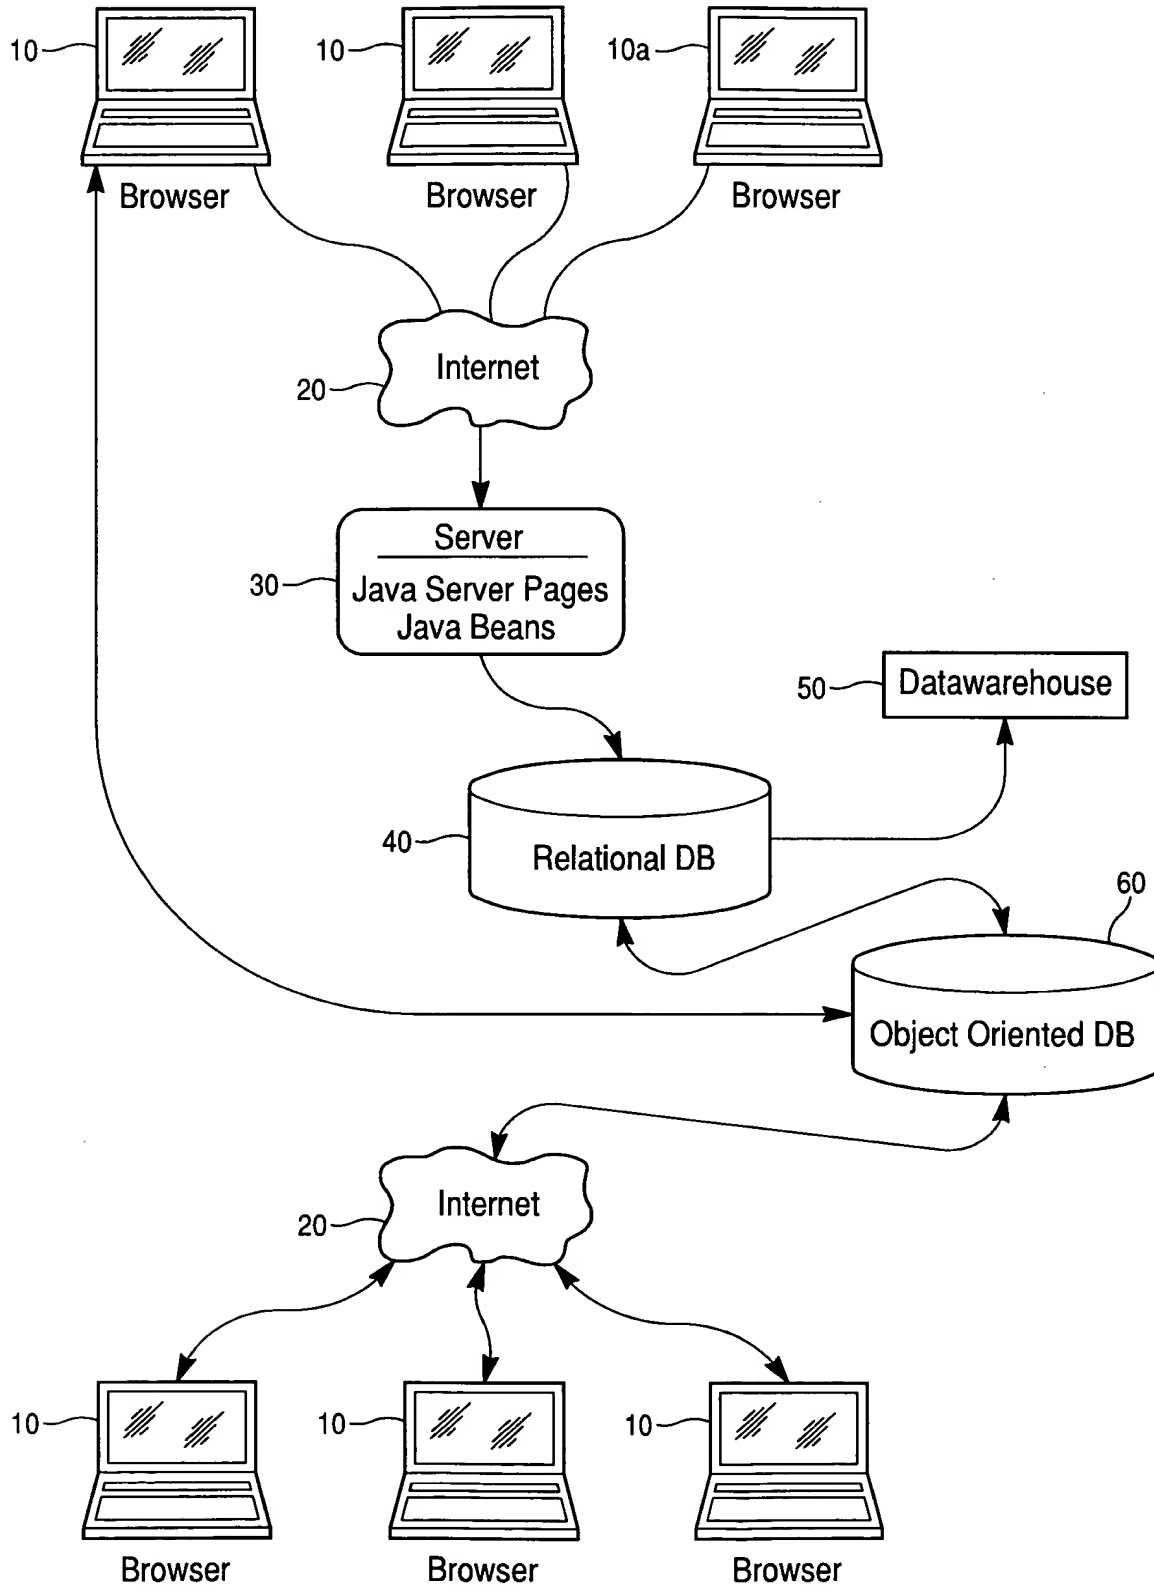 10
10
10a
Browser
Browser
Browser
Internet
20
Server
30
Java Server Pages
Java Beans
50
Datawarehouse
40
Relational DB
60
Object Oriented DB
Internet
20
10
10
10
Browser
Browser
Browser